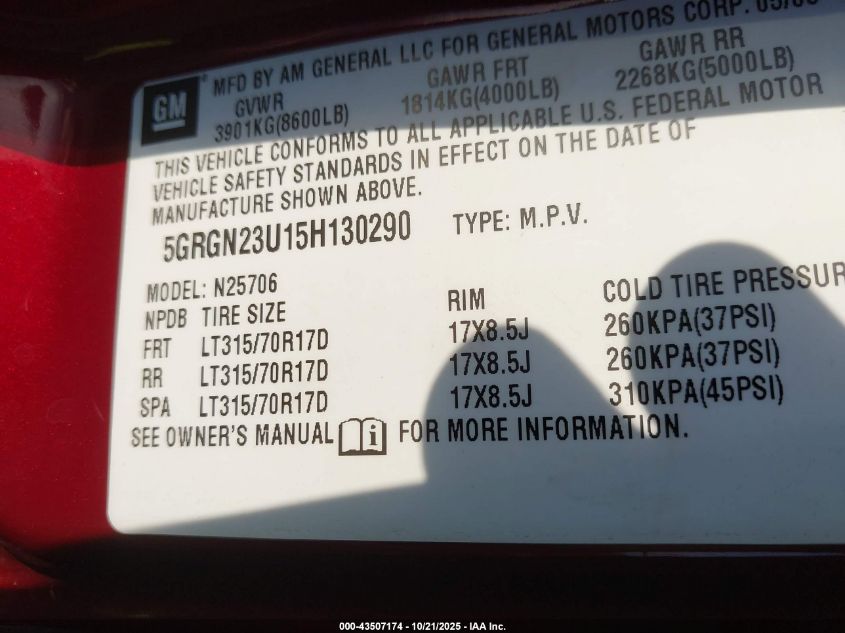 MFD BY AM GENERAL LLC FOR GENERAL MOTORS CORP.
GM
GVWR GAWR FRT GAWR RR
3901KG(8600LB) 1814KG(4000LB) 2268KG(5000LB)
THIS VEHICLE CONFORMS TO ALL APPLICABLE U.S. FEDERAL MOTOR
VEHICLE SAFETY STANDARDS IN EFFECT ON THE DATE OF
MANUFACTURE SHOWN ABOVE.
5GRGN23U15H130290 TYPE: M.P.V.
MODEL: N25706
NPDB TIRE SIZE RIM COLD TIRE PRESSUR
FRT LT315/70R17D 17X8.5J 260KPA(37PSI)
RR LT315/70R17D 17X8.5J 260KPA(37PSI)
SPA LT315/70R17D 17X8.5J 310KPA(45PSI)
SEE OWNER'S MANUAL i FOR MORE INFORMATION.
000-43507174 - 10/21/2025 - IAA Inc.